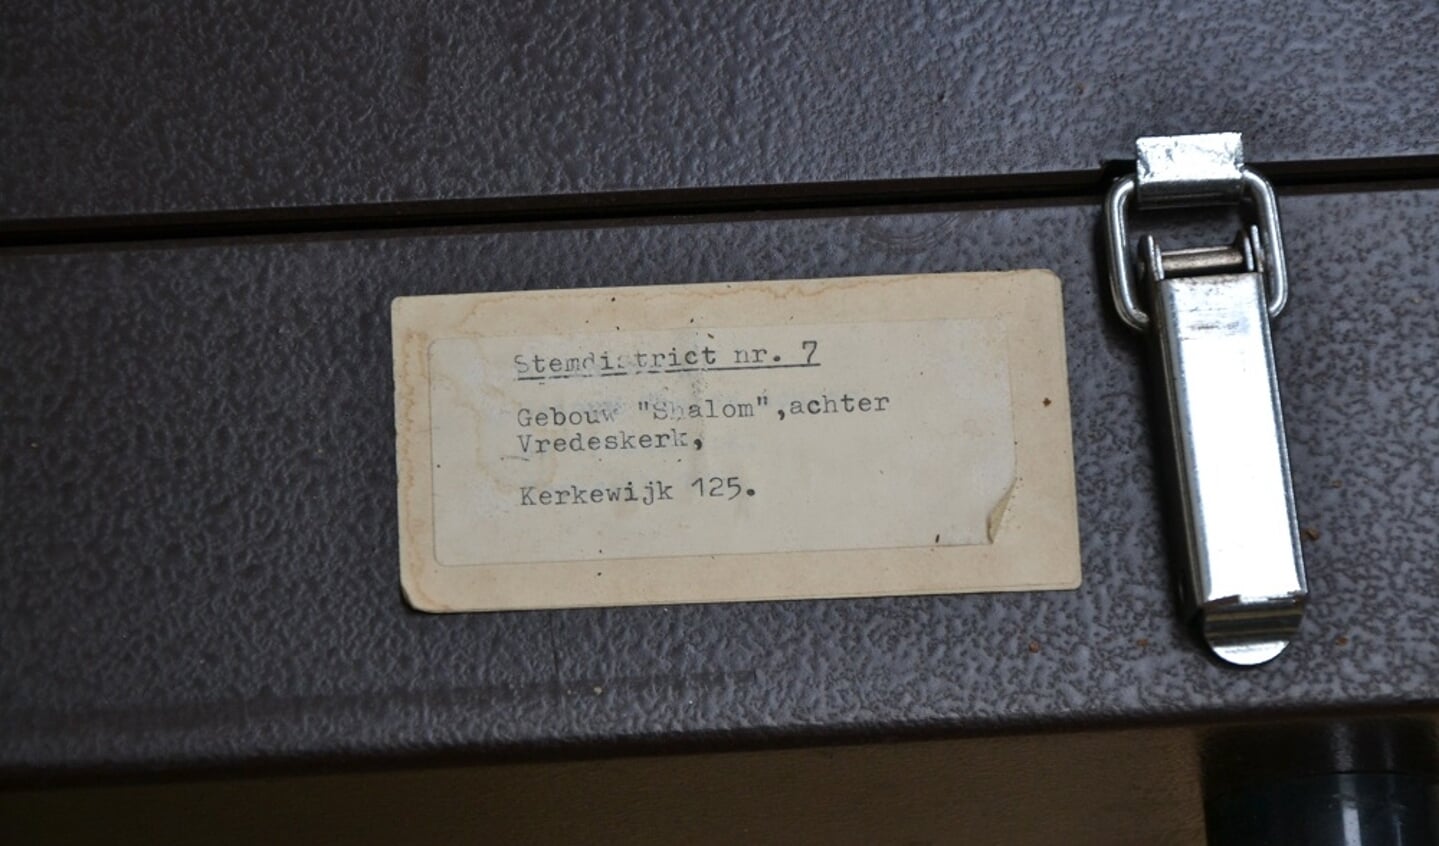 Stemdistrict nr. 7
Gebouw "Shalom",achter
Vredeskerk,
Kerkewijk 125.